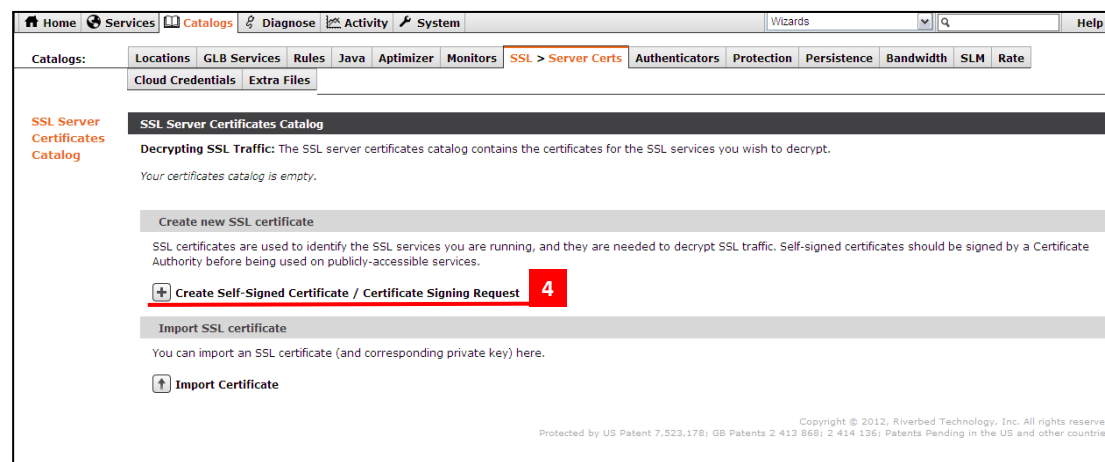 Home Services Catalogs Diagnose Activity System Wizards Help
Catalogs: Locations GLB Services Rules Java Aptimizer Monitors SSL > Server Certs Authenticators Protection Persistence Bandwidth SLM Rate
Cloud Credentials Extra Files
SSL Server
Certificates
Catalog
SSL Server Certificates Catalog
Decrypting SSL Traffic: The SSL server certificates catalog contains the certificates for the SSL services you wish to decrypt.
Your certificates catalog is empty.
Create new SSL certificate
SSL certificates are used to identify the SSL services you are running, and they are needed to decrypt SSL traffic. Self-signed certificates should be signed by a Certificate
Authority before being used on publicly-accessible services.
Create Self-Signed Certificate / Certificate Signing Request 4
Import SSL certificate
You can import an SSL certificate (and corresponding private key) here.
Import Certificate
Copyright © 2012, Riverbed Technology, Inc. All rights reserve
Protected by US Patent 7,523,178; GB Patents 2 413 868; 2 414 136; Patents Pending in the US and other countrie